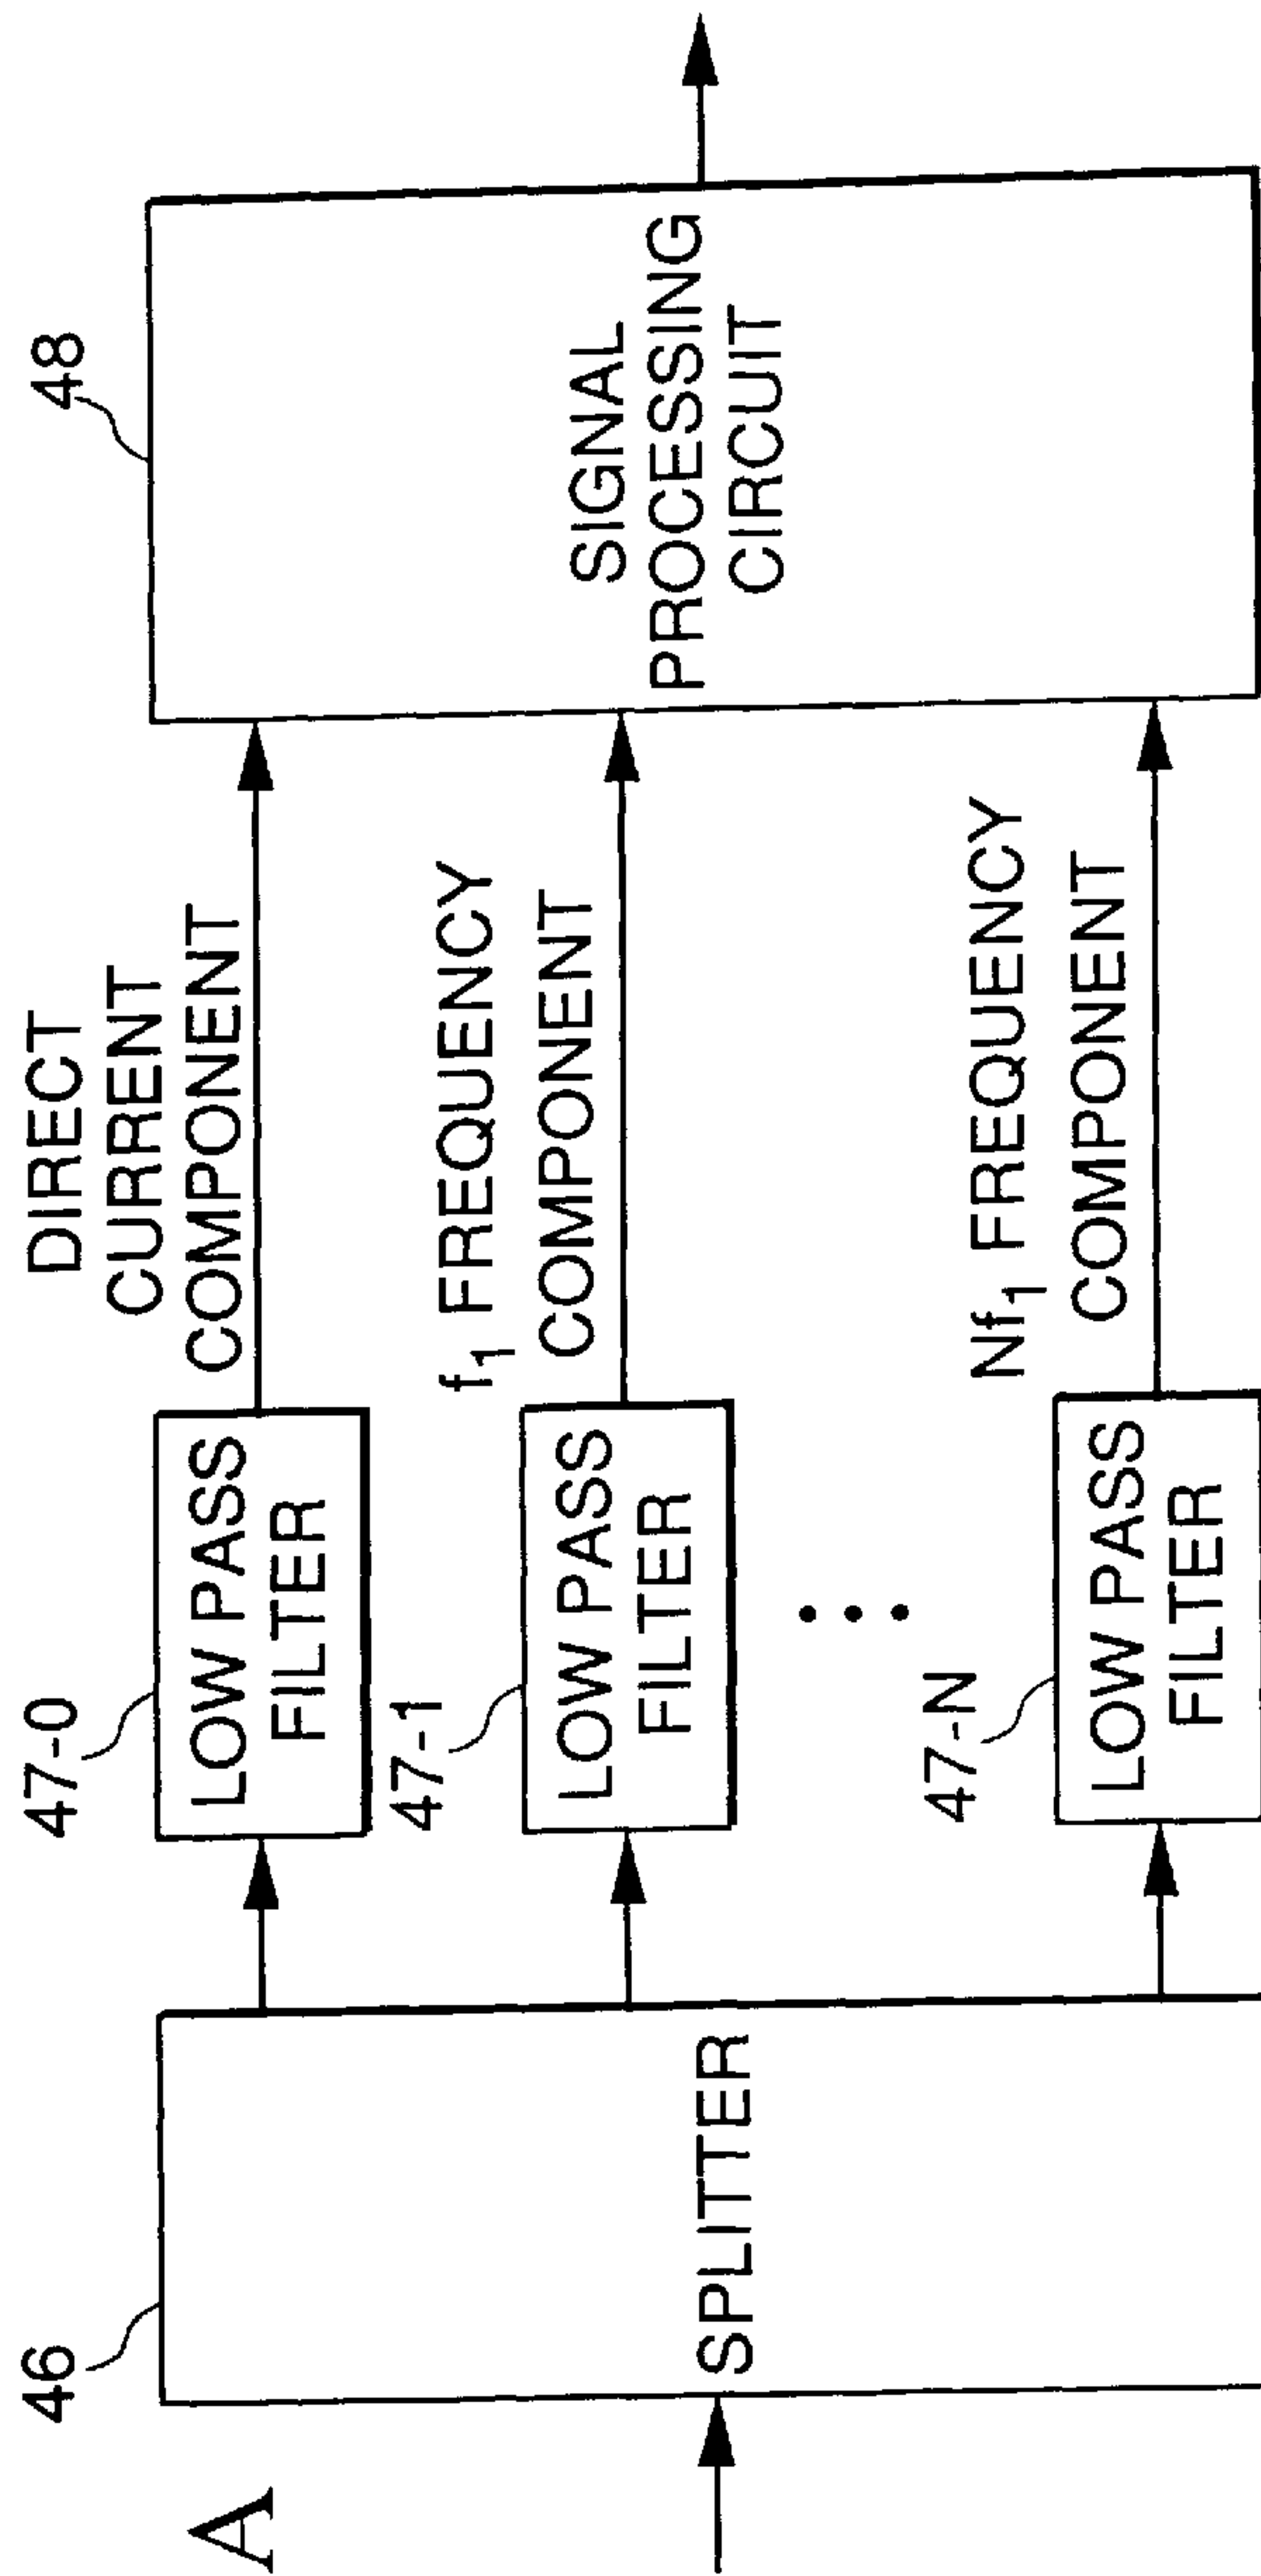 A
46
SPLITTER
47-0
LOW PASS
FILTER
DIRECT
CURRENT
COMPONENT
47-1
LOW PASS
FILTER
f₁ FREQUENCY
COMPONENT
47-N
LOW PASS
FILTER
Nf₁ FREQUENCY
COMPONENT
48
SIGNAL
PROCESSING
CIRCUIT